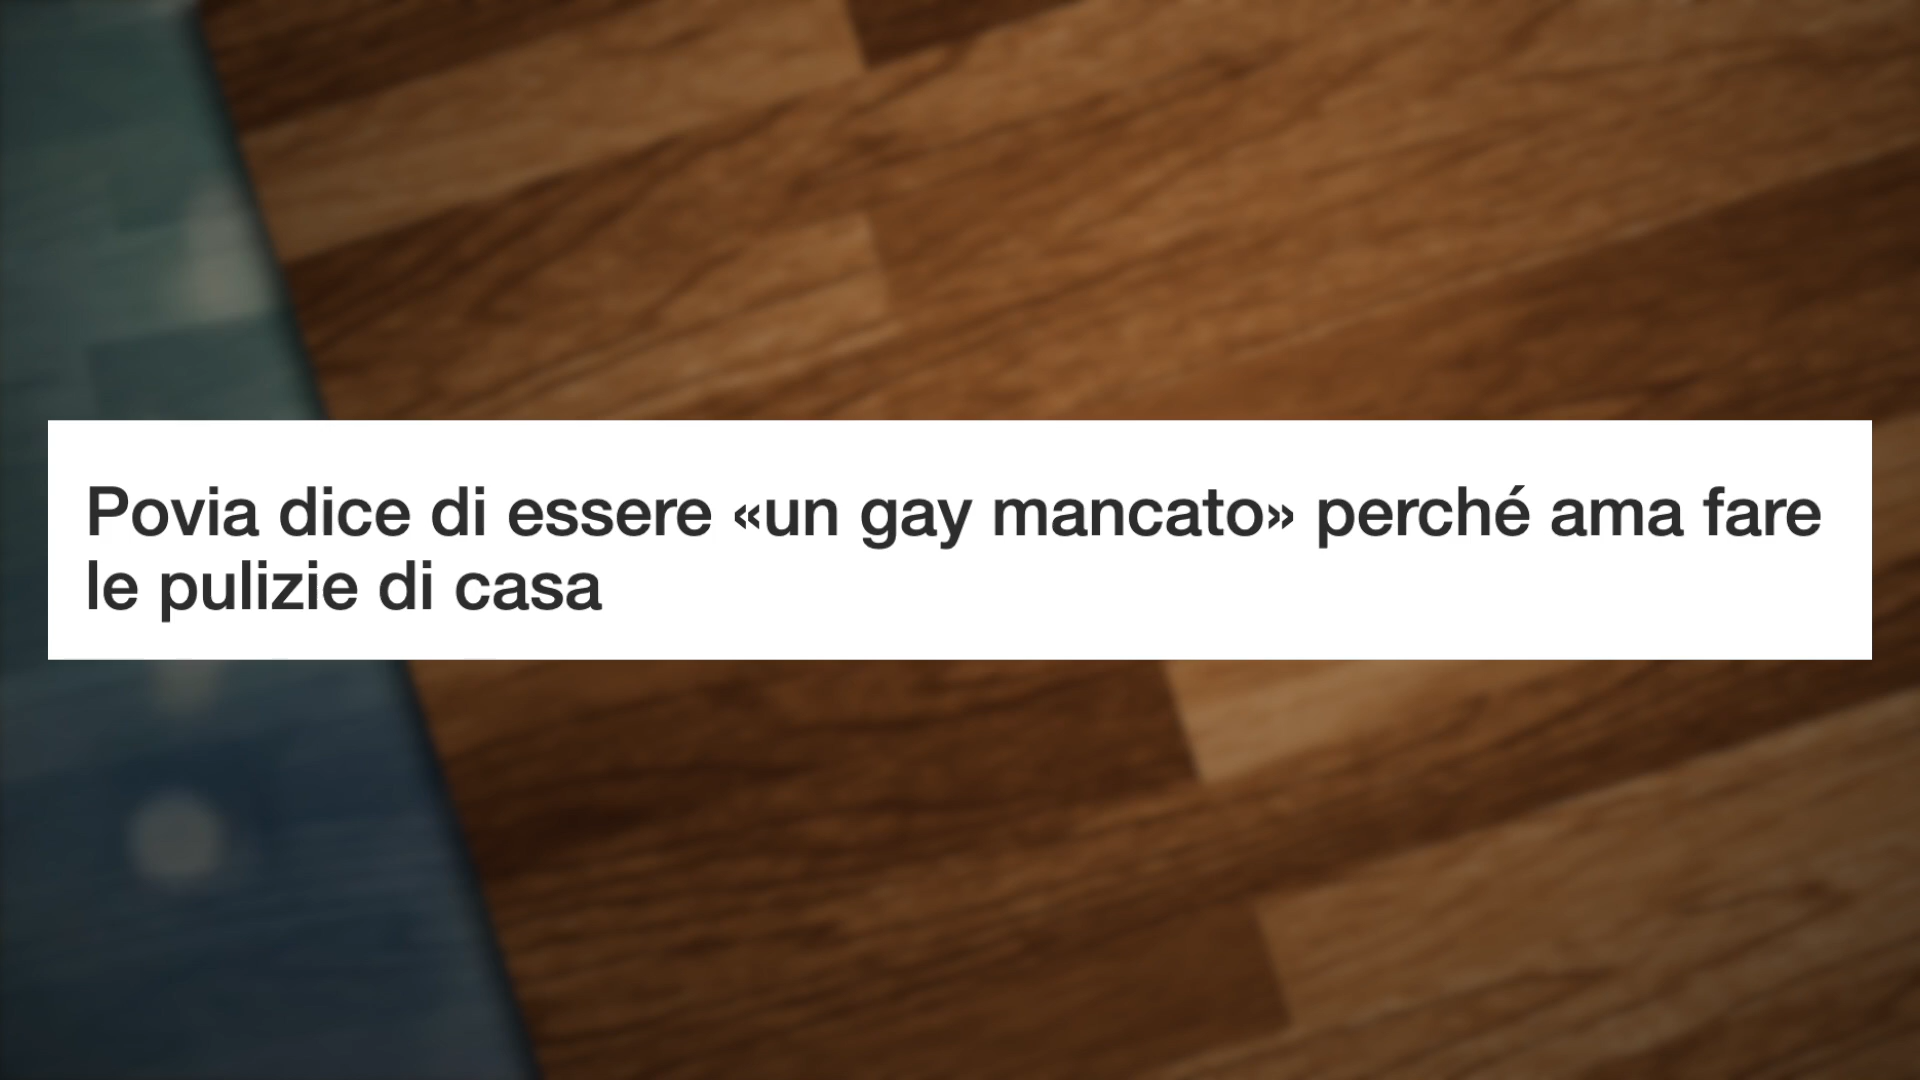 Povia dice di essere «un gay mancato» perché ama fare
le pulizie di casa